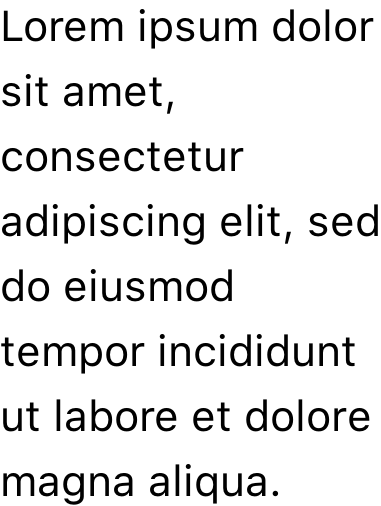 Lorem ipsum dolor
sit amet,
consectetur
adipiscing elit, sed
do eiusmod
tempor incididunt
ut labore et dolore
magna aliqua.